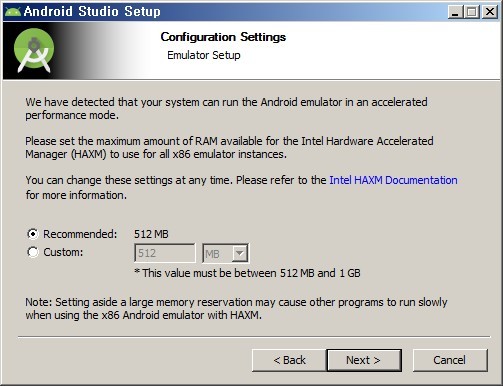 Android Studio Setup
Configuration Settings
Emulator Setup
We have detected that your system can run the Android emulator in an accelerated
performance mode.
Please set the maximum amount of RAM available for the Intel Hardware Accelerated
Manager (HAXM) to use for all x86 emulator instances.
You can change these settings at any time. Please refer to the Intel HAXM Documentation
for more information.
Recommended: 512 MB
Custom: 512 MB
* This value must be between 512 MB and 1 GB
Note: Setting aside a large memory reservation may cause other programs to run slowly
when using the x86 Android emulator with HAXM.
< Back Next > Cancel